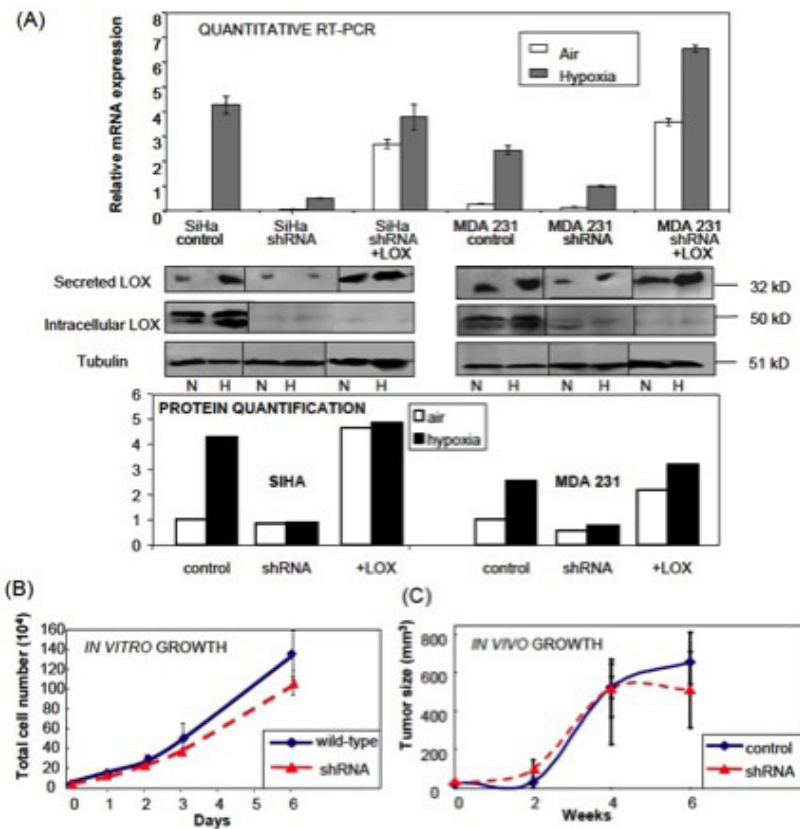 (A)
QUANTITATIVE RT-PCR
Air
Hypoxia
Relative mRNA expression
8
7
6
5
4
3
2
1
0
SiHa control
SiHa shRNA
SiHa shRNA +LOX
MDA 231 control
MDA 231 shRNA
MDA 231 shRNA +LOX
Secreted LOX
32 kD
Intracellular LOX
50 kD
Tubulin
51 kD
N H N H N H N H N H N H
PROTEIN QUANTIFICATION
air
hypoxia
6
5
4
3
2
1
0
SIHA
MDA 231
control shRNA +LOX control shRNA +LOX
(B)
IN VITRO GROWTH
Total cell number (10⁴)
160
140
120
100
80
60
40
20
0
wild-type
shRNA
0 1 2 3 4 5 6
Days
(C)
IN VIVO GROWTH
Tumor size (mm³)
800
600
400
200
0
control
shRNA
0 2 4 6
Weeks